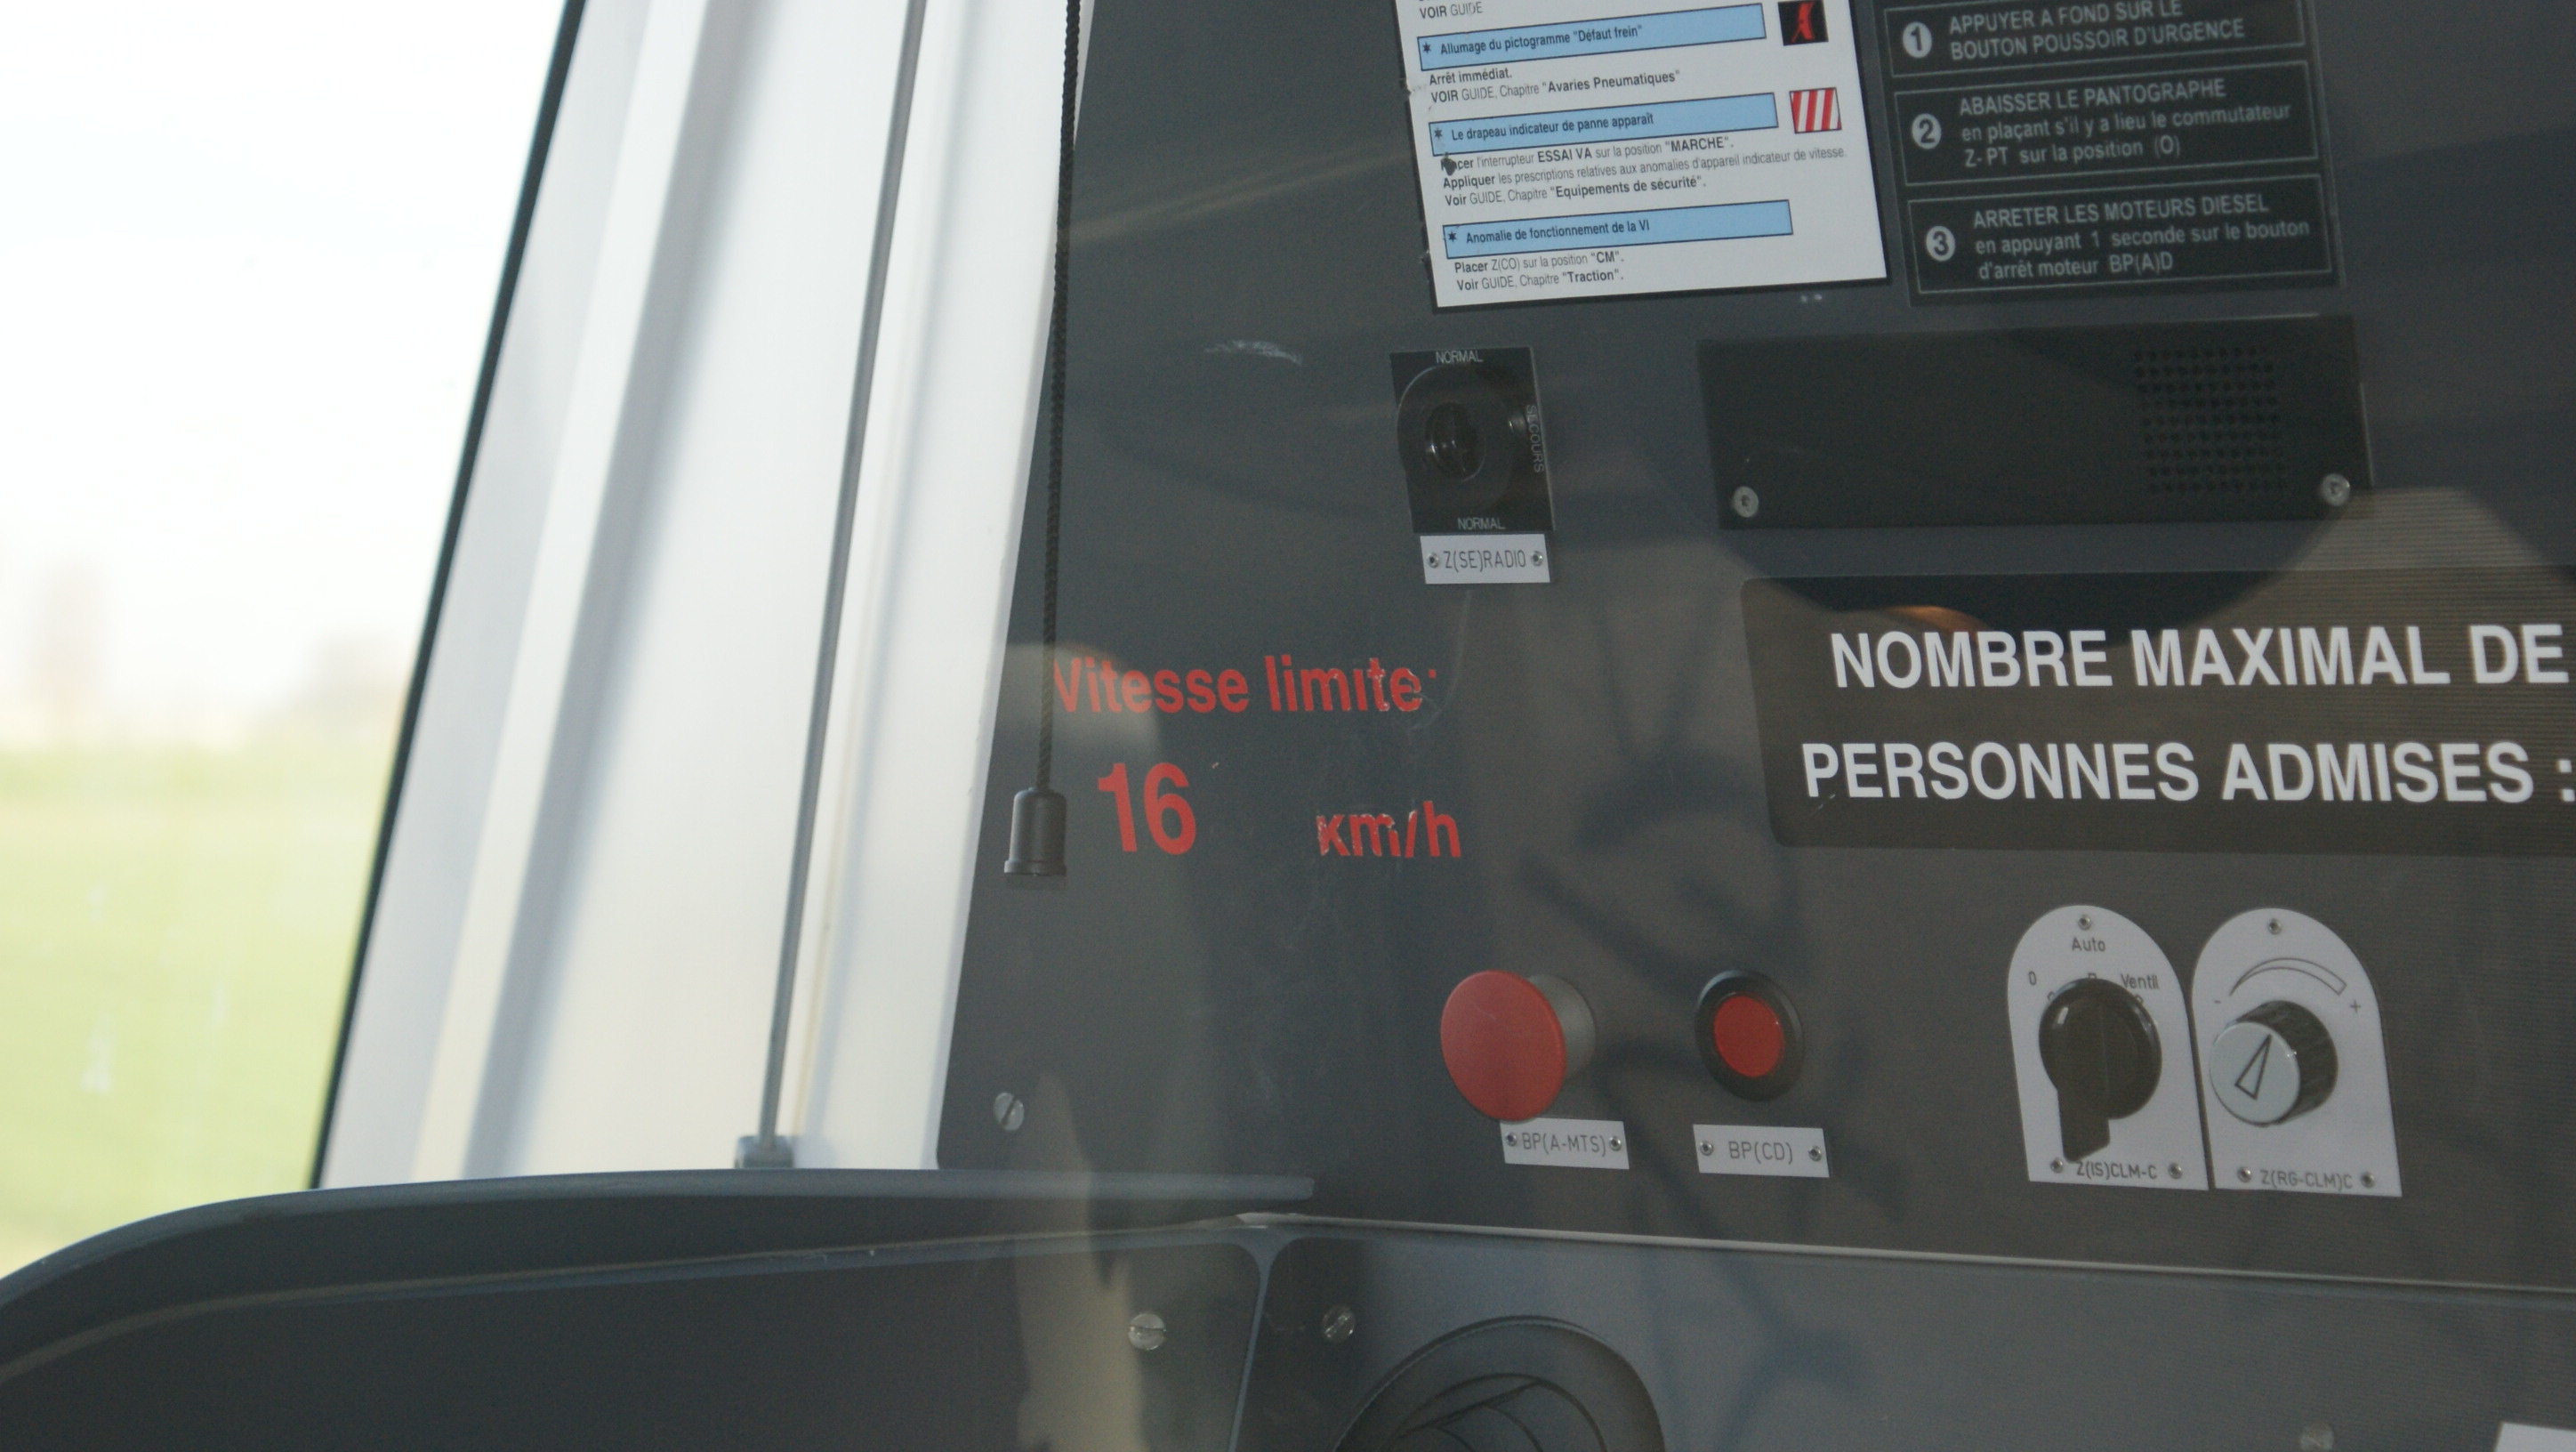 VOIR GUIDE
* Allumage du pictogramme "Défaut frein"
Arrêt immédiat.
VOIR GUIDE, Chapitre "Avaries Pneumatiques"
* Le drapeau indicateur de panne apparaît
Placer l'interrupteur ESSAI VA sur la position "MARCHE".
Appliquer les prescriptions relatives aux anomalies d'appareil indicateur de vitesse.
Voir GUIDE, Chapitre "Equipements de sécurité".
* Anomalie de fonctionnement de la VI
Placer Z(CO) sur la position "CM".
Voir GUIDE, Chapitre "Traction".
1 APPUYER A FOND SUR LE
BOUTON POUSSOIR D'URGENCE
2 ABAISSER LE PANTOGRAPHE
en plaçant s'il y a lieu le commutateur
Z-PT sur la position (O)
3 ARRETER LES MOTEURS DIESEL
en appuyant 1 seconde sur le bouton
d'arrêt moteur BP(A)D
NORMAL
SECOURS
NORMAL
Z(SE)RADIO
Vitesse limite:
16 km/h
NOMBRE MAXIMAL DE
PERSONNES ADMISES :
BP(A-MTS)
BP(CD)
Auto
0
Ventil
Z(IS)CLM-C
- +
Z(RG-CLM)C